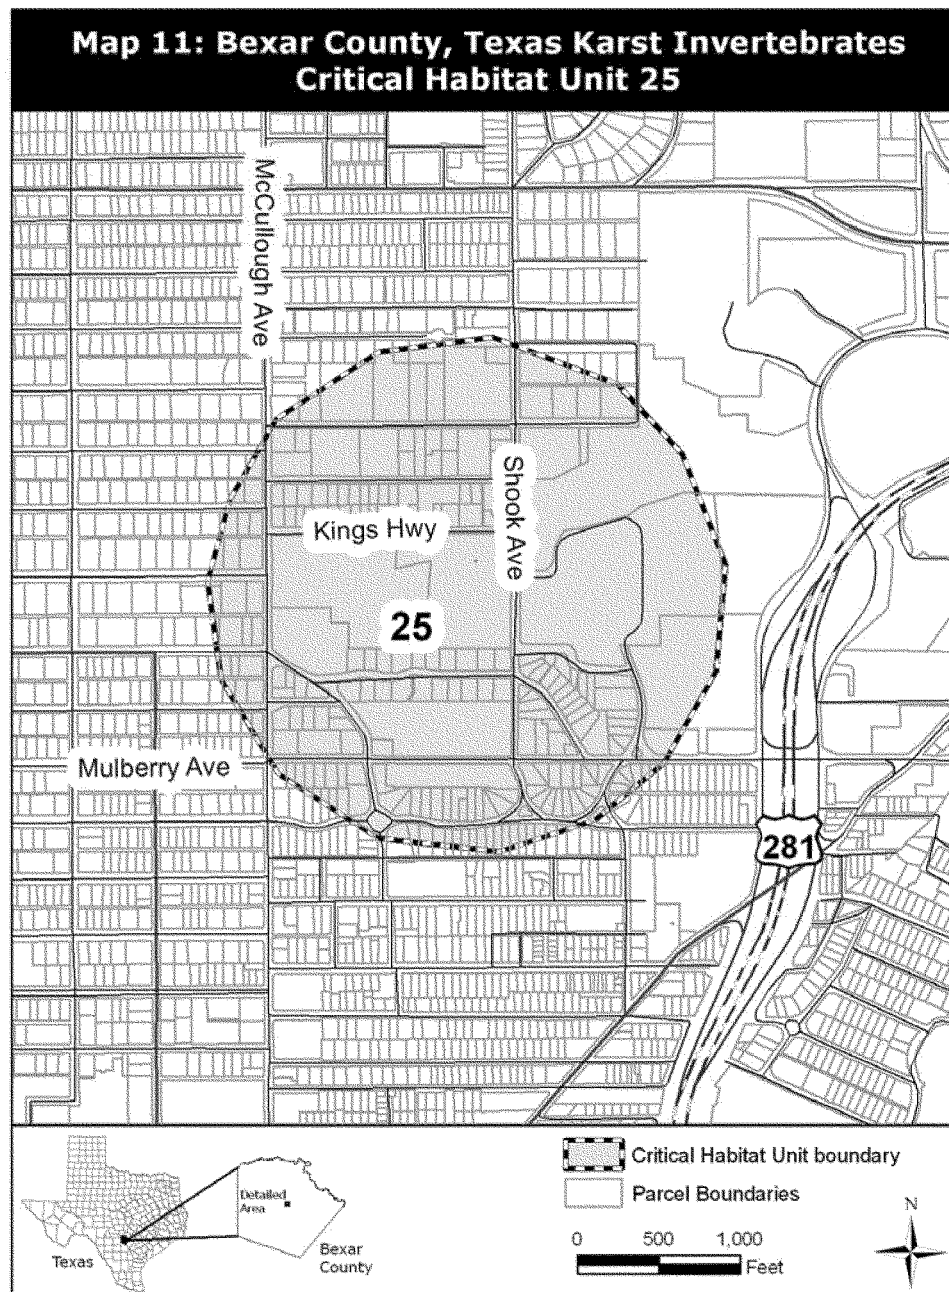 Map 11: Bexar County, Texas Karst Invertebrates
Critical Habitat Unit 25
McCullough Ave
Shook Ave
Kings Hwy
25
Mulberry Ave
281
Texas
Detailed
Area
Bexar
County
Critical Habitat Unit boundary
Parcel Boundaries
0 500 1,000
Feet
N